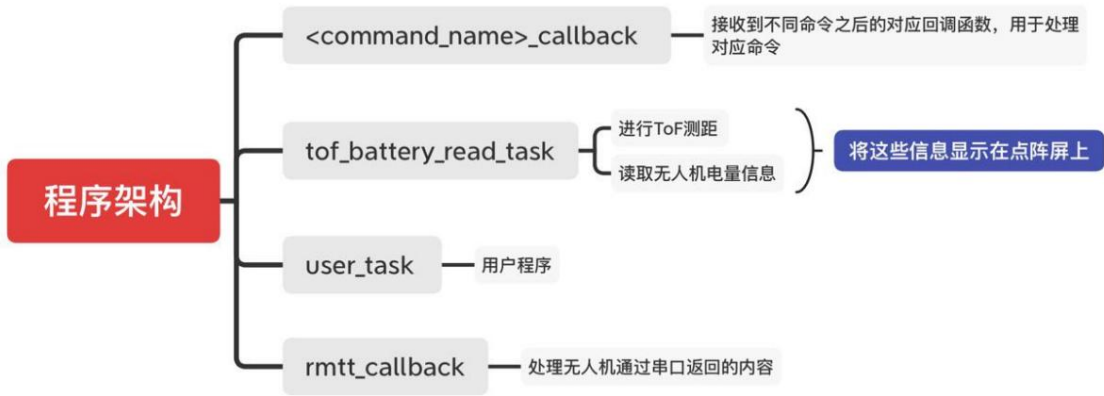 程序架构
<command_name>_callback
接收到不同命令之后的对应回调函数，用于处理
对应命令
tof_battery_read_task
进行ToF测距
读取无人机电量信息
将这些信息显示在点阵屏上
user_task
用户程序
rmtt_callback
处理无人机通过串口返回的内容